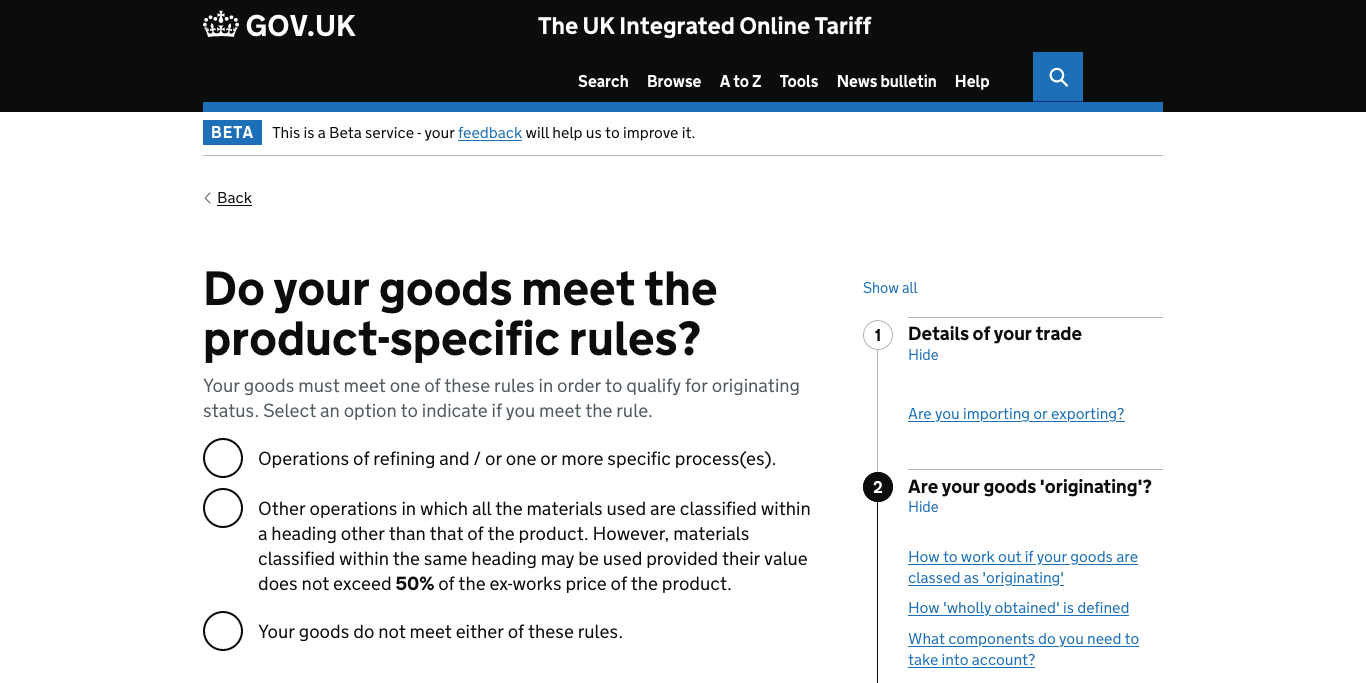 GOV.UK
The UK Integrated Online Tariff
Search Browse A to Z Tools News bulletin Help
BETA This is a Beta service - your feedback will help us to improve it.
Back
Do your goods meet the
product-specific rules?
Your goods must meet one of these rules in order to qualify for originating
status. Select an option to indicate if you meet the rule.
Operations of refining and / or one or more specific process(es).
Other operations in which all the materials used are classified within
a heading other than that of the product. However, materials
classified within the same heading may be used provided their value
does not exceed 50% of the ex-works price of the product.
Your goods do not meet either of these rules.
Show all
1 Details of your trade
Hide
Are you importing or exporting?
2 Are your goods 'originating'?
Hide
How to work out if your goods are
classed as 'originating'
How 'wholly obtained' is defined
What components do you need to
take into account?